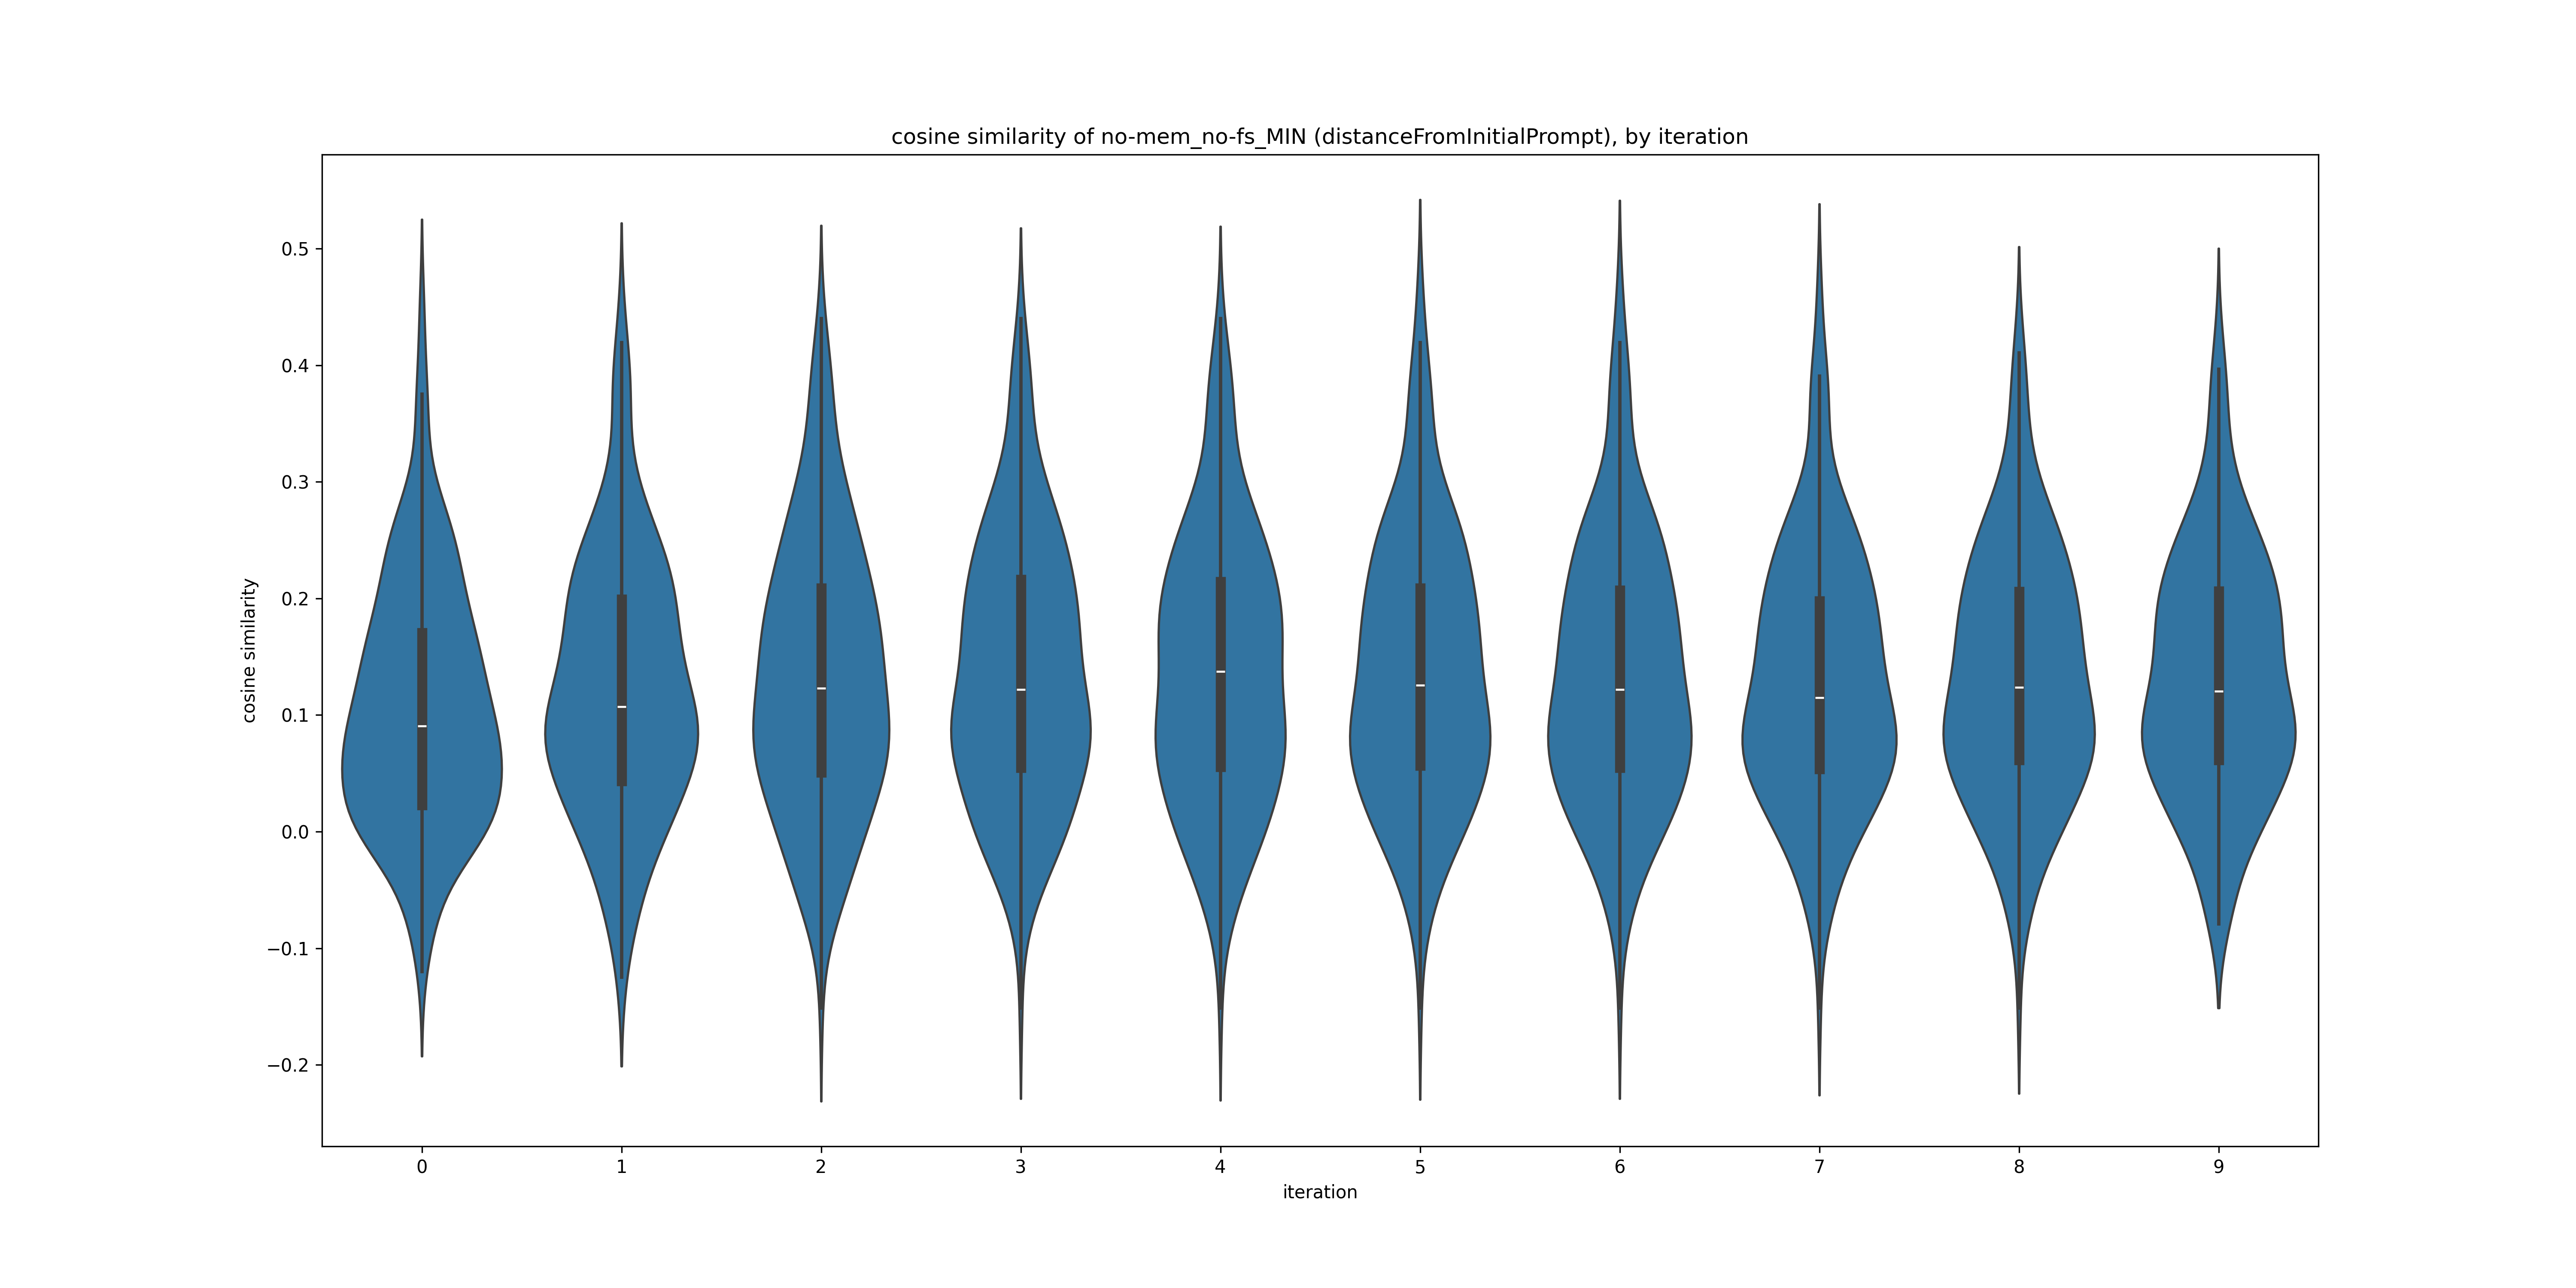 cosine similarity of no-mem_no-fs_MIN (distanceFromInitialPrompt), by iteration
cosine similarity
0.5
0.4
0.3
0.2
0.1
0.0
−0.1
−0.2
0 1 2 3 4 5 6 7 8 9
iteration